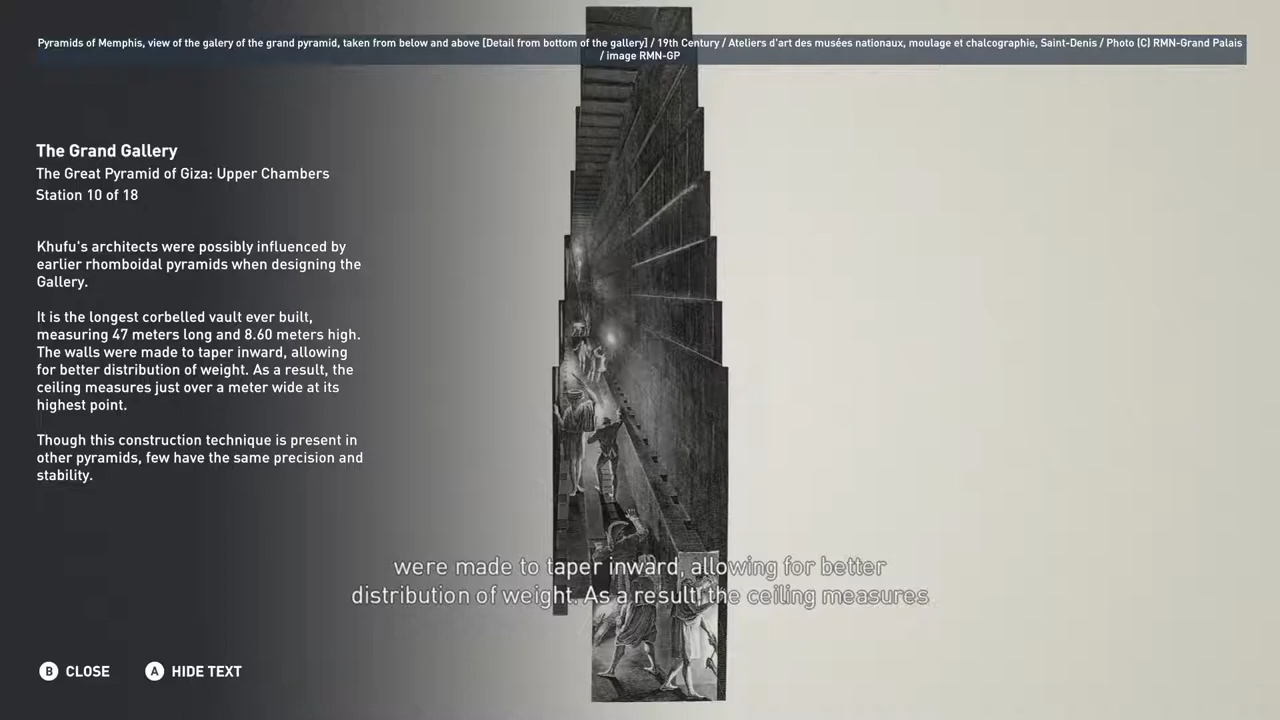 Pyramids of Memphis, view of the galery of the grand pyramid, taken from below and above [Detail from bottom of the gallery] / 19th Century / Ateliers d'art des musées nationaux, moulage et chalcographie, Saint-Denis / Photo (C) RMN-Grand Palais
/ image RMN-GP
The Grand Gallery
The Great Pyramid of Giza: Upper Chambers
Station 10 of 18
Khufu's architects were possibly influenced by
earlier rhomboidal pyramids when designing the
Gallery.
It is the longest corbelled vault ever built,
measuring 47 meters long and 8.60 meters high.
The walls were made to taper inward, allowing
for better distribution of weight. As a result, the
ceiling measures just over a meter wide at its
highest point.
Though this construction technique is present in
other pyramids, few have the same precision and
stability.
were made to taper inward, allowing for better
distribution of weight. As a result, the ceiling measures
B CLOSE A HIDE TEXT